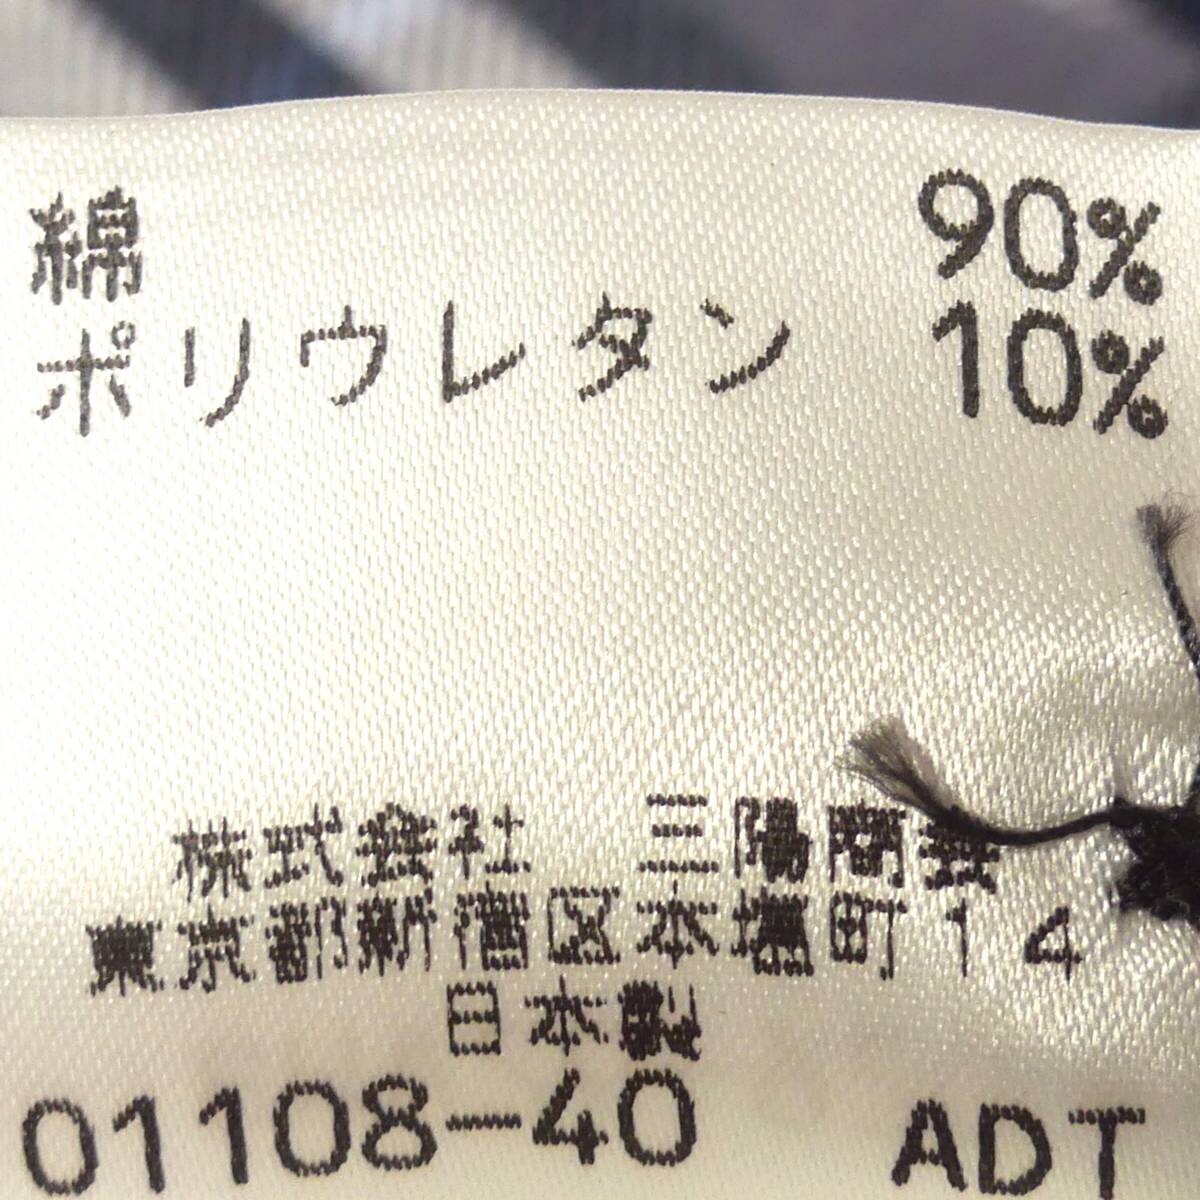 綿 90%
ポリウレタン 10%
株式会社 三陽商会
東京都新宿区本塩町14
日本製
01108-40 ADT